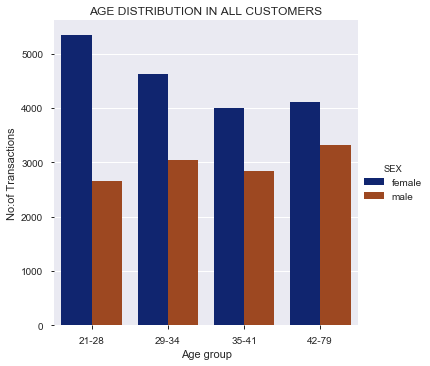 AGE DISTRIBUTION IN ALL CUSTOMERS
5000
4000
3000
2000
1000
0
No:of Transactions
21-28
29-34
35-41
42-79
Age group
SEX
female
male